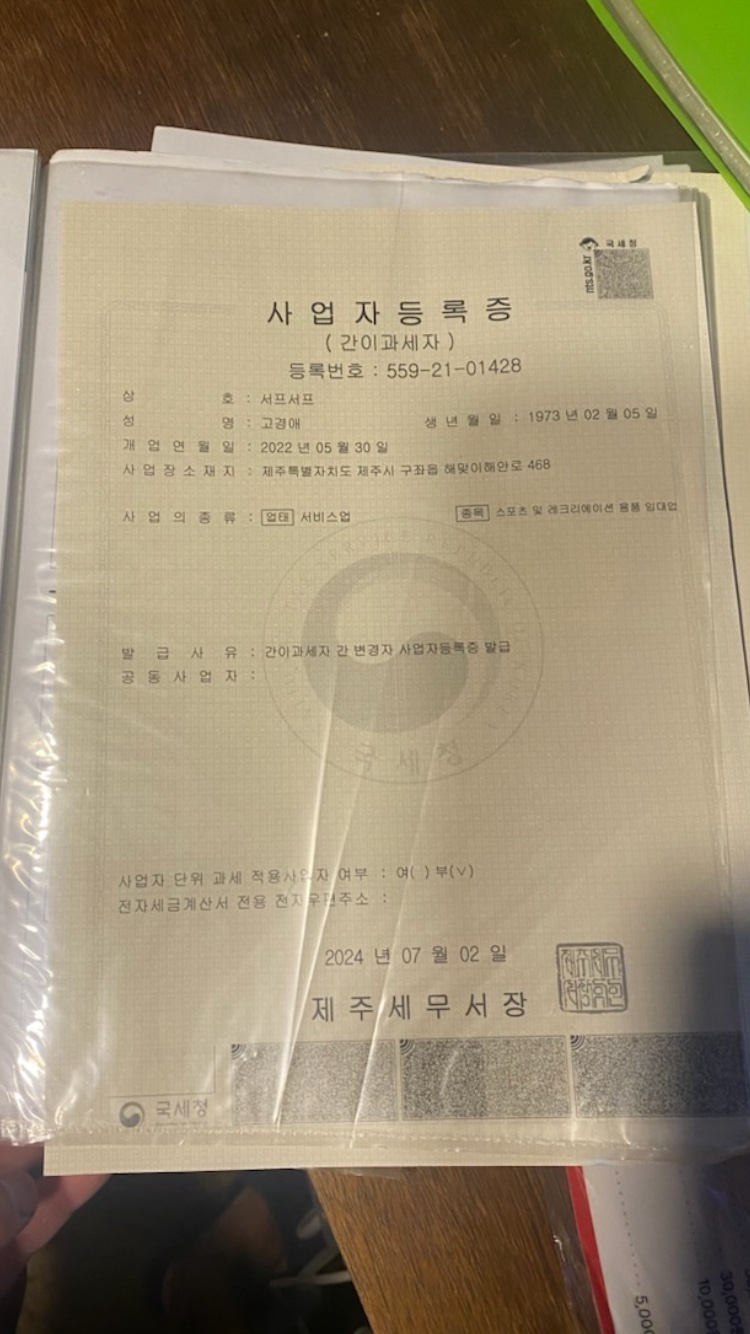 국세청
nts.go.kr
사업자등록증
(간이과세자)
등록번호 : 559-21-01428
상호 : 서프서프
성명 : 고경애 생년월일 : 1973 년 02 월 05 일
개업연월일 : 2022 년 05 월 30 일
사업장소재지 : 제주특별자치도 제주시 구좌읍 해맞이해안로 468
사업의종류 : 업태 서비스업 종목 스포츠 및 레크리에이션 용품 임대업
발급사유 : 간이과세자 간 변경자 사업자등록증 발급
공동사업자 :
국세청
사업자 단위 과세 적용사업자 여부 : 여( ) 부(∨)
전자세금계산서 전용 전자우편주소 :
2024 년 07 월 02 일
제주세무서장
국세청
5,00
10,000
30,000